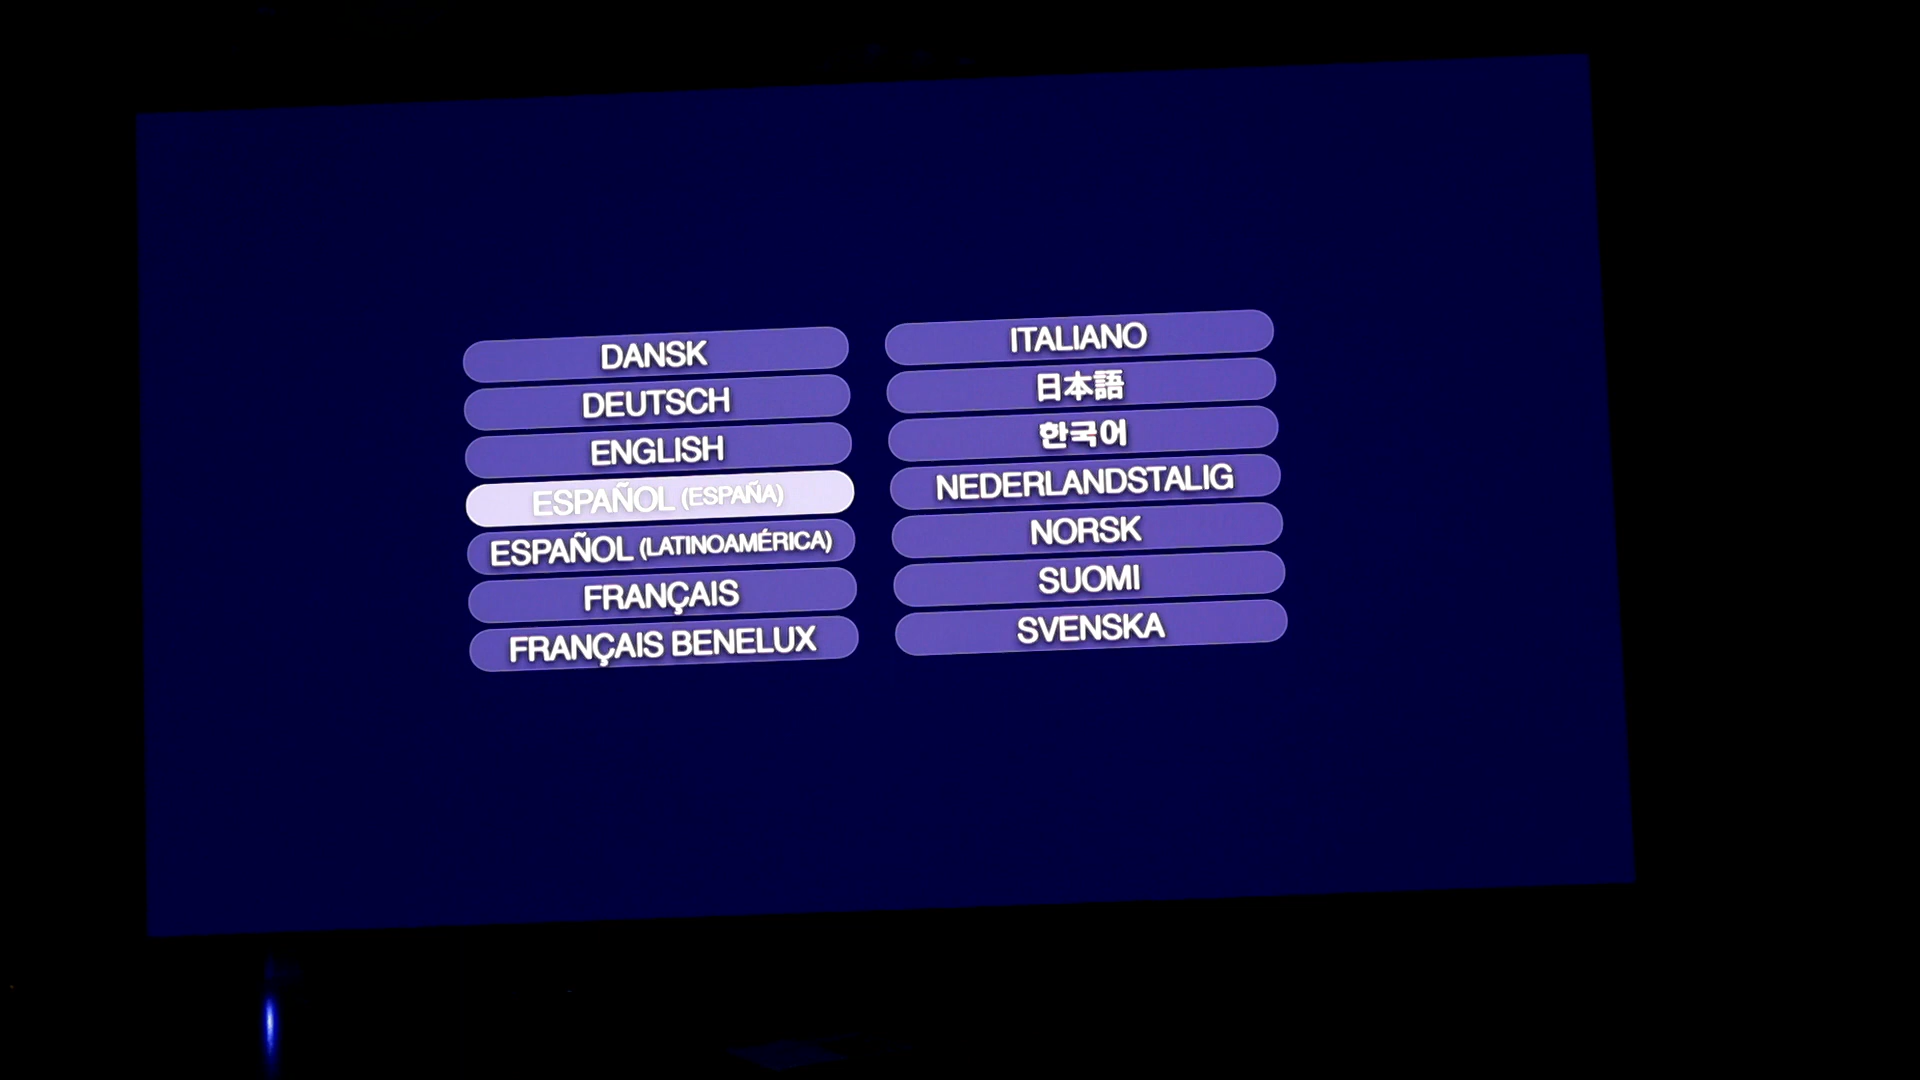 DANSK
DEUTSCH
ENGLISH
ESPAÑOL (ESPAÑA)
ESPAÑOL (LATINOAMÉRICA)
FRANÇAIS
FRANÇAIS BENELUX
ITALIANO
日本語
한국어
NEDERLANDSTALIG
NORSK
SUOMI
SVENSKA